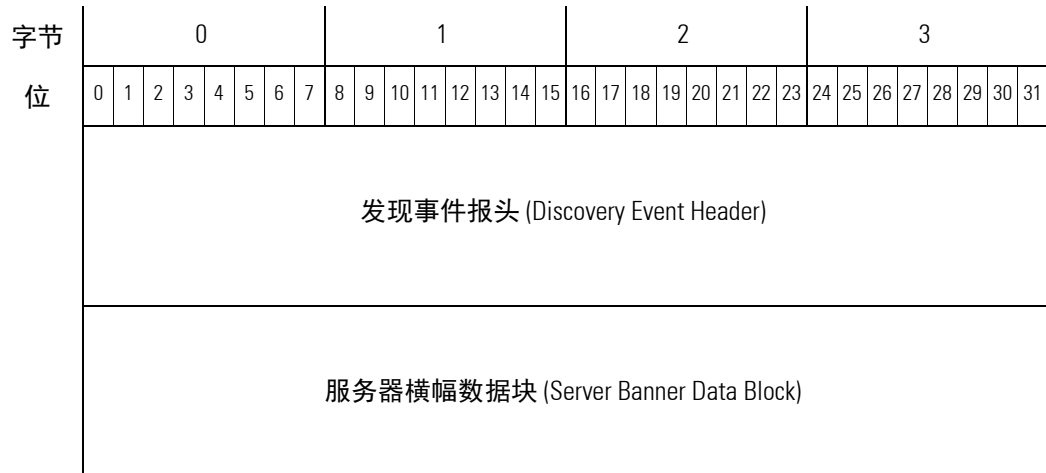 字节 0 1 2 3
位 0 1 2 3 4 5 6 7 8 9 10 11 12 13 14 15 16 17 18 19 20 21 22 23 24 25 26 27 28 29 30 31
发现事件报头 (Discovery Event Header)
服务器横幅数据块 (Server Banner Data Block)